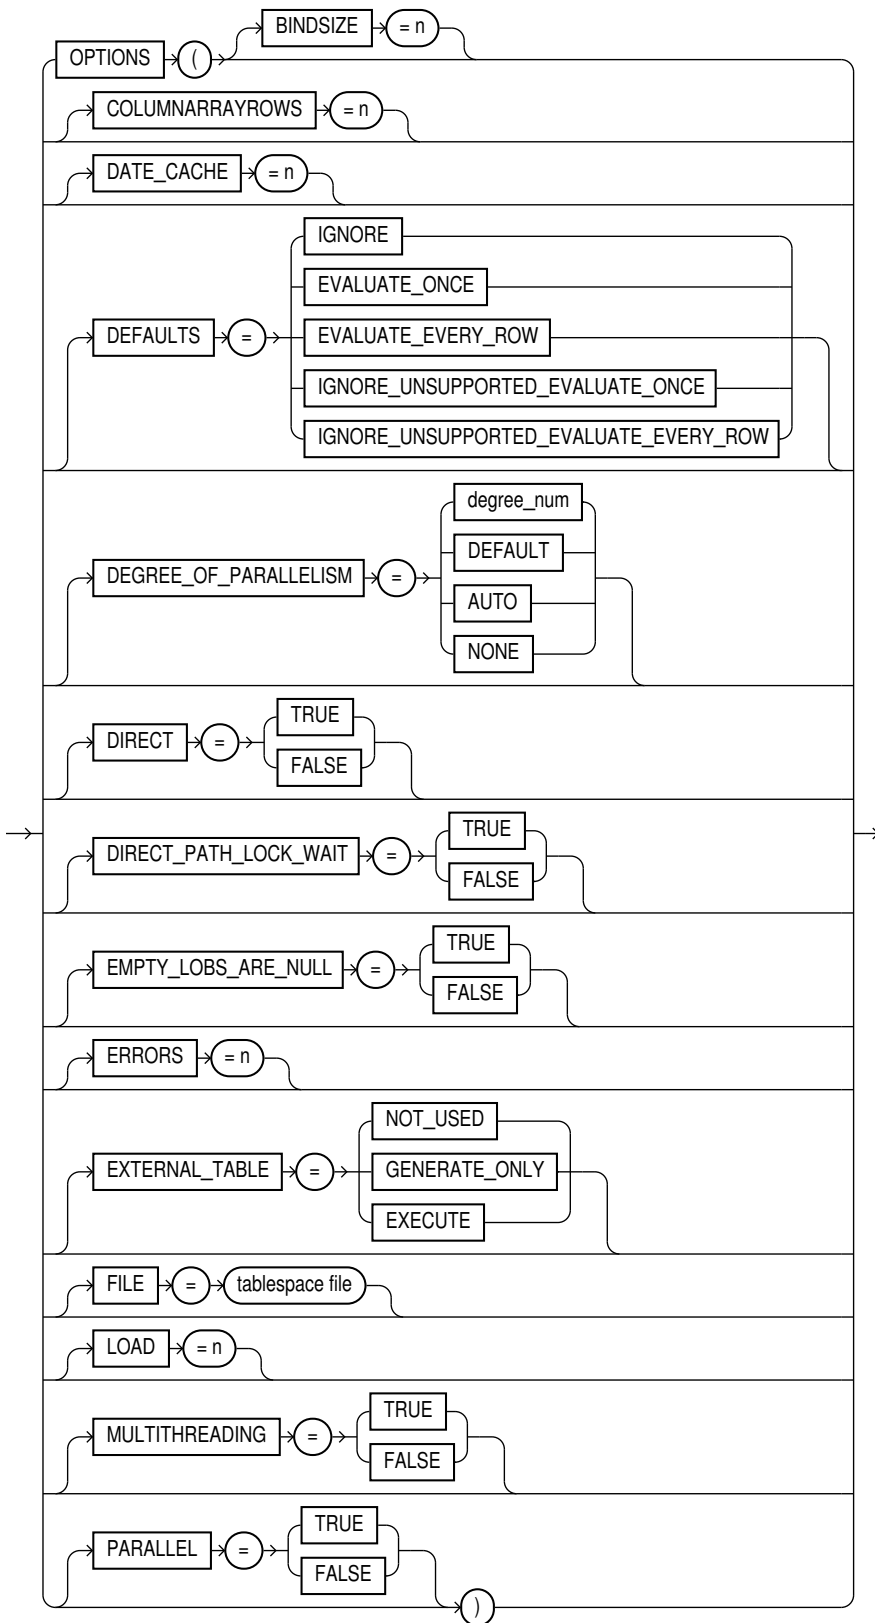 BINDSIZE = n
OPTIONS (
COLUMNARRAYROWS = n
DATE_CACHE = n
IGNORE
EVALUATE_ONCE
DEFAULTS = EVALUATE_EVERY_ROW
IGNORE_UNSUPPORTED_EVALUATE_ONCE
IGNORE_UNSUPPORTED_EVALUATE_EVERY_ROW
degree_num
DEFAULT
DEGREE_OF_PARALLELISM =
AUTO
NONE
TRUE
DIRECT =
FALSE
TRUE
DIRECT_PATH_LOCK_WAIT =
FALSE
TRUE
EMPTY_LOBS_ARE_NULL =
FALSE
ERRORS = n
NOT_USED
EXTERNAL_TABLE = GENERATE_ONLY
EXECUTE
FILE = tablespace file
LOAD = n
TRUE
MULTITHREADING =
FALSE
TRUE
PARALLEL =
FALSE
)